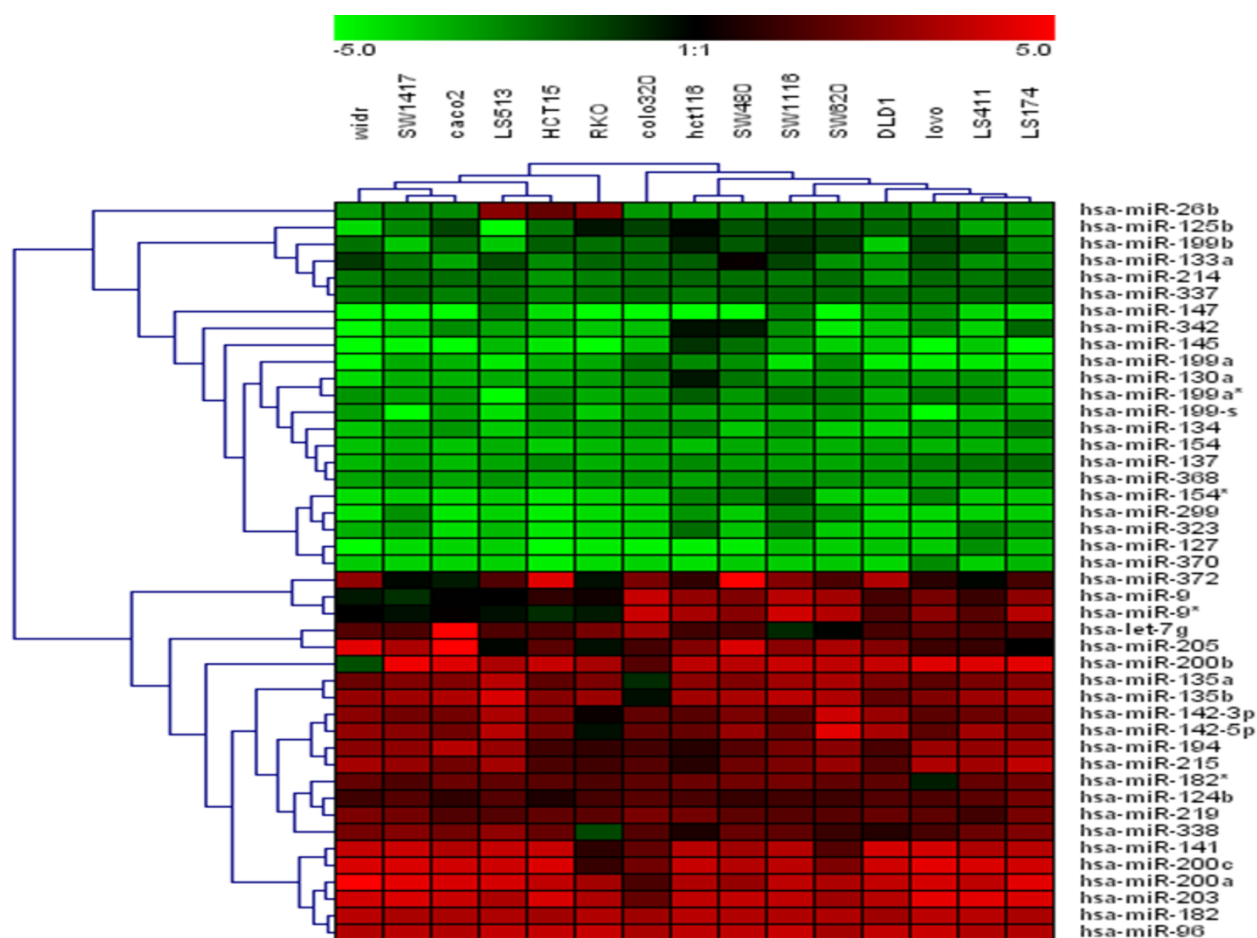 -5.0 1:1 5.0
widr SW1417 caco2 LS513 HCT15 RKO colo320 hct116 SW480 SW1116 SW620 DLD1 lovo LS411 LS174
hsa-miR-26b
hsa-miR-125b
hsa-miR-199b
hsa-miR-133a
hsa-miR-214
hsa-miR-337
hsa-miR-147
hsa-miR-342
hsa-miR-145
hsa-miR-199a
hsa-miR-130a
hsa-miR-199a*
hsa-miR-199-s
hsa-miR-134
hsa-miR-154
hsa-miR-137
hsa-miR-368
hsa-miR-154*
hsa-miR-299
hsa-miR-323
hsa-miR-127
hsa-miR-370
hsa-miR-372
hsa-miR-9
hsa-miR-9*
hsa-let-7g
hsa-miR-205
hsa-miR-200b
hsa-miR-135a
hsa-miR-135b
hsa-miR-142-3p
hsa-miR-142-5p
hsa-miR-194
hsa-miR-215
hsa-miR-182*
hsa-miR-124b
hsa-miR-219
hsa-miR-338
hsa-miR-141
hsa-miR-200c
hsa-miR-200a
hsa-miR-203
hsa-miR-182
hsa-miR-96